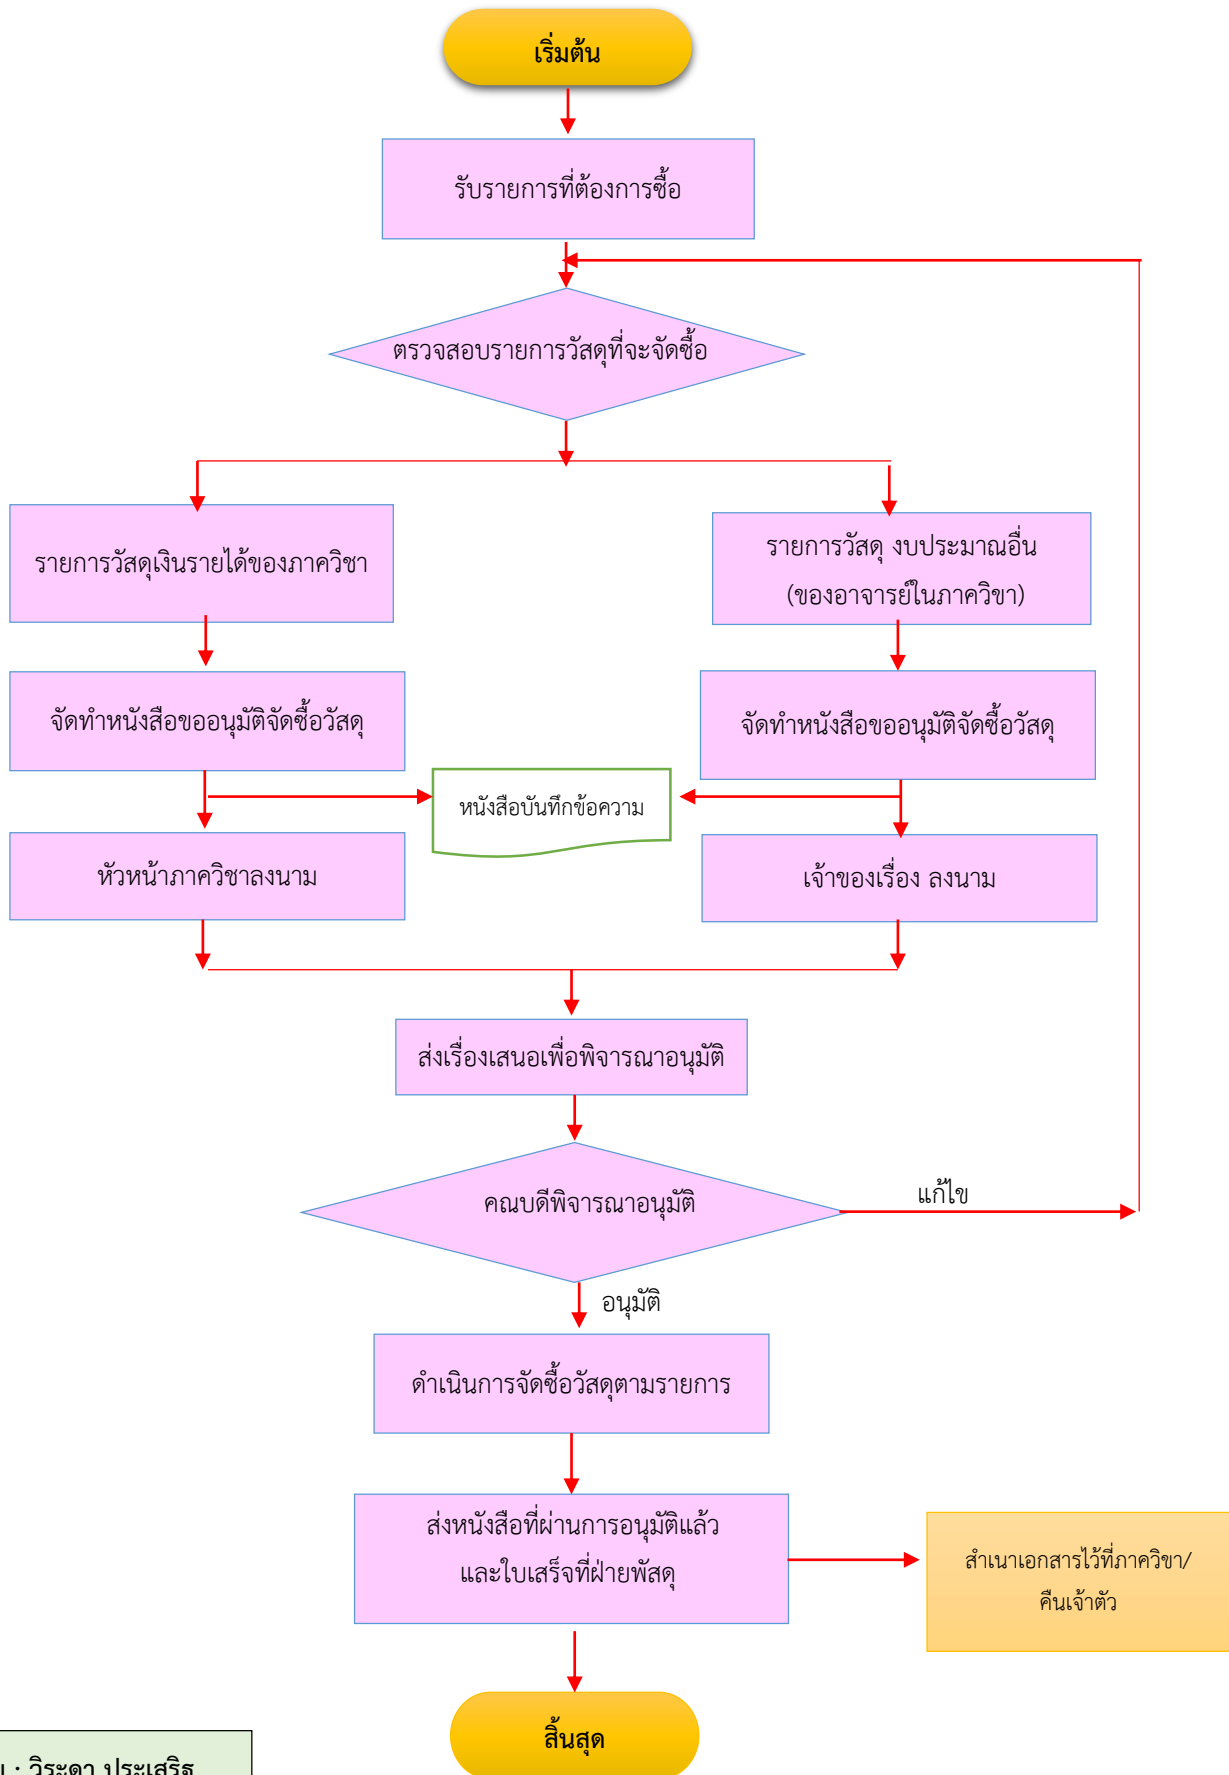 เริ่มต้น
รับรายการที่ต้องการซื้อ
ตรวจสอบรายการวัสดุที่จะจัดซื้อ
รายการวัสดุเงินรายได้ของภาควิชา
รายการวัสดุ งบประมาณอื่น
(ของอาจารย์ในภาควิขา)
จัดทำหนังสือขออนุมัติจัดซื้อวัสดุ
จัดทำหนังสือขออนุมัติจัดซื้อวัสดุ
หนังสือบันทึกข้อความ
หัวหน้าภาควิชาลงนาม
เจ้าของเรื่อง ลงนาม
ส่งเรื่องเสนอเพื่อพิจารณาอนุมัติ
คณบดีพิจารณาอนุมัติ
แก้ไข
อนุมัติ
ดำเนินการจัดซื้อวัสดุตามรายการ
ส่งหนังสือที่ผ่านการอนุมัติแล้ว
และใบเสร็จที่ฝ่ายพัสดุ
สำเนาเอกสารไว้ที่ภาควิขา/
คืนเจ้าตัว
สิ้นสุด
: วิระดา ประเสริฐ